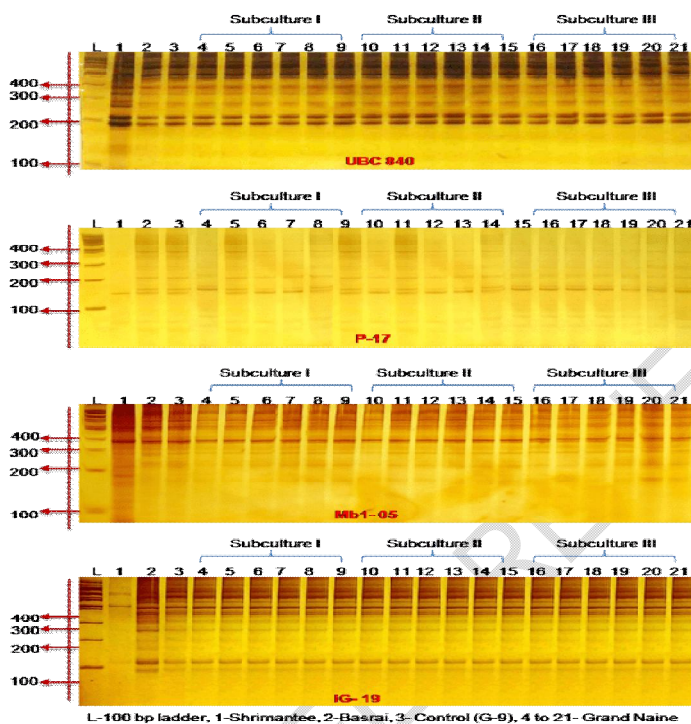 Subculture I Subculture II Subculture III
L 1 2 3 4 5 6 7 8 9 10 11 12 13 14 15 16 17 18 19 20 21
400
300
200
100
UBC 840
Subculture I Subculture II Subculture III
L 1 2 3 4 5 6 7 8 9 10 11 12 13 14 15 16 17 18 19 20 21
400
300
200
100
P-17
Subculture I Subculture II Subculture III
L 1 2 3 4 5 6 7 8 9 10 11 12 13 14 15 16 17 18 19 20 21
400
300
200
100
Mb1-05
Subculture I Subculture II Subculture III
L 1 2 3 4 5 6 7 8 9 10 11 12 13 14 15 16 17 18 19 20 21
400
300
200
100
IG-19
L-100 bp ladder, 1-Shrimantee, 2-Basrai, 3- Control (G-9), 4 to 21- Grand Naine